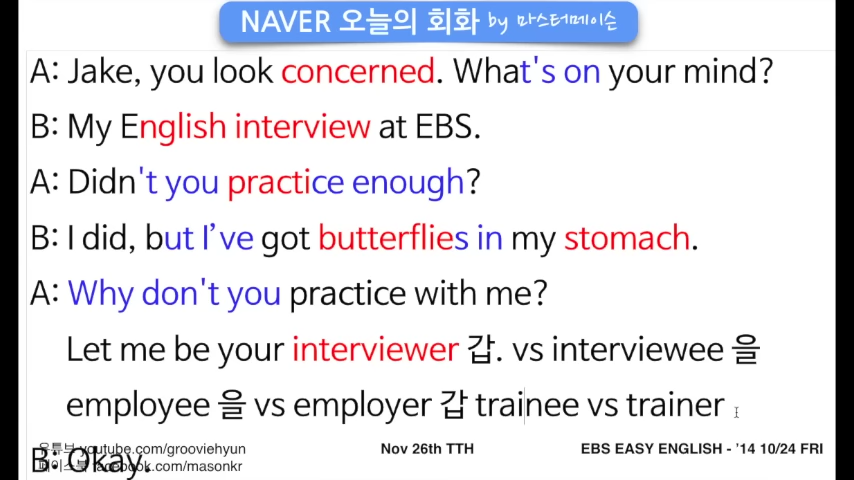 NAVER 오늘의 회화 by 마스터메이슨
A: Jake, you look concerned. What's on your mind?
B: My English interview at EBS.
A: Didn't you practice enough?
B: I did, but I’ve got butterflies in my stomach.
A: Why don't you practice with me?
Let me be your interviewer 갑. vs interviewee 을
employee 을 vs employer 갑 trainee vs trainer
유튜브 youtube.com/grooviehyun
Nov 26th TTH
EBS EASY ENGLISH - ’14 10/24 FRI
B: Okay.
페이스북 facebook.com/masonkr